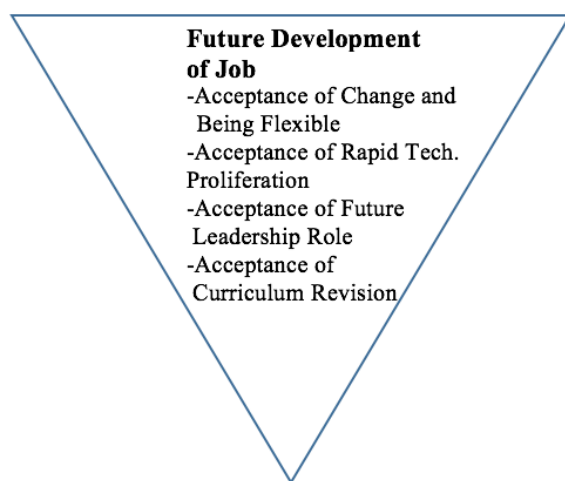 Future Development
of Job
-Acceptance of Change and
Being Flexible
-Acceptance of Rapid Tech.
Proliferation
-Acceptance of Future
Leadership Role
-Acceptance of
Curriculum Revision